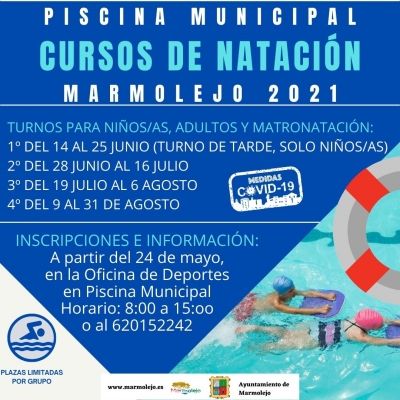 PISCINA MUNICIPAL
CURSOS DE NATACIÓN
MARMOLEJO 2021
TURNOS PARA NIÑOS/AS, ADULTOS Y MATRONATACIÓN:
1º DEL 14 AL 25 JUNIO (TURNO DE TARDE, SOLO NIÑOS/AS)
2º DEL 28 JUNIO AL 16 JULIO
3º DEL 19 JULIO AL 6 AGOSTO
4º DEL 9 AL 31 DE AGOSTO
MEDIDAS
COVID-19
INSCRIPCIONES E INFORMACIÓN:
A partir del 24 de mayo,
en la Oficina de Deportes
en Piscina Municipal
Horario: 8:00 a 15:oo
o al 620152242
PLAZAS LIMITADAS
POR GRUPO
www.marmolejo.es
Marmolejo
Ayuntamiento de
Marmolejo